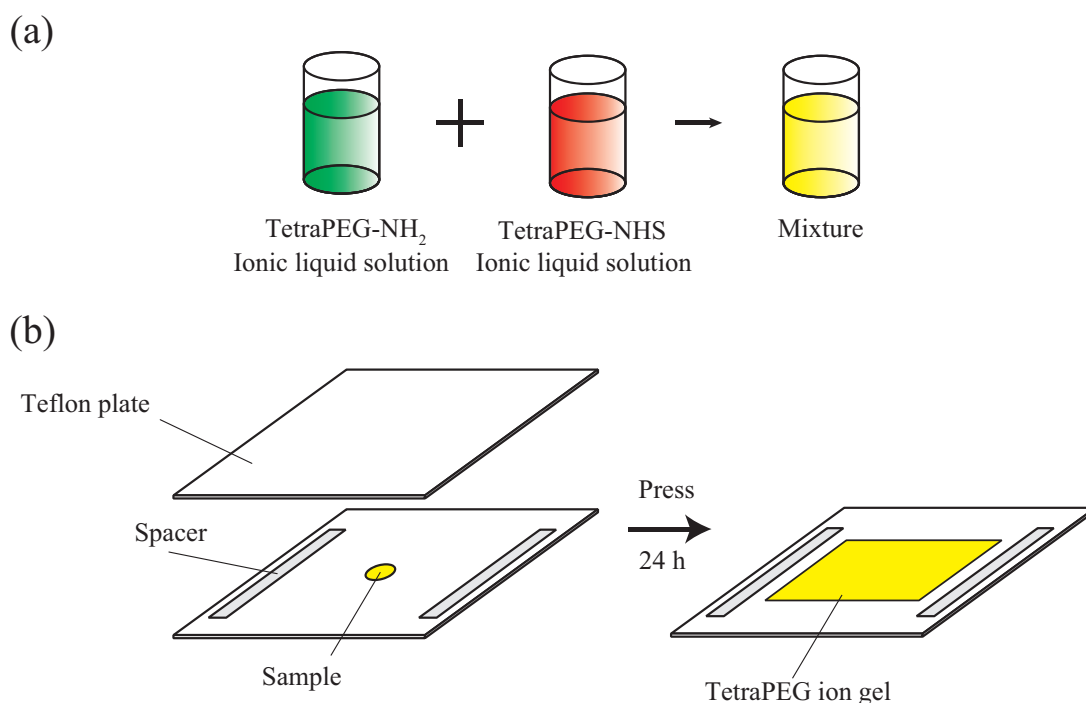 (a)
TetraPEG-NH₂
Ionic liquid solution
TetraPEG-NHS
Ionic liquid solution
Mixture
(b)
Teflon plate
Spacer
Sample
Press
24 h
TetraPEG ion gel